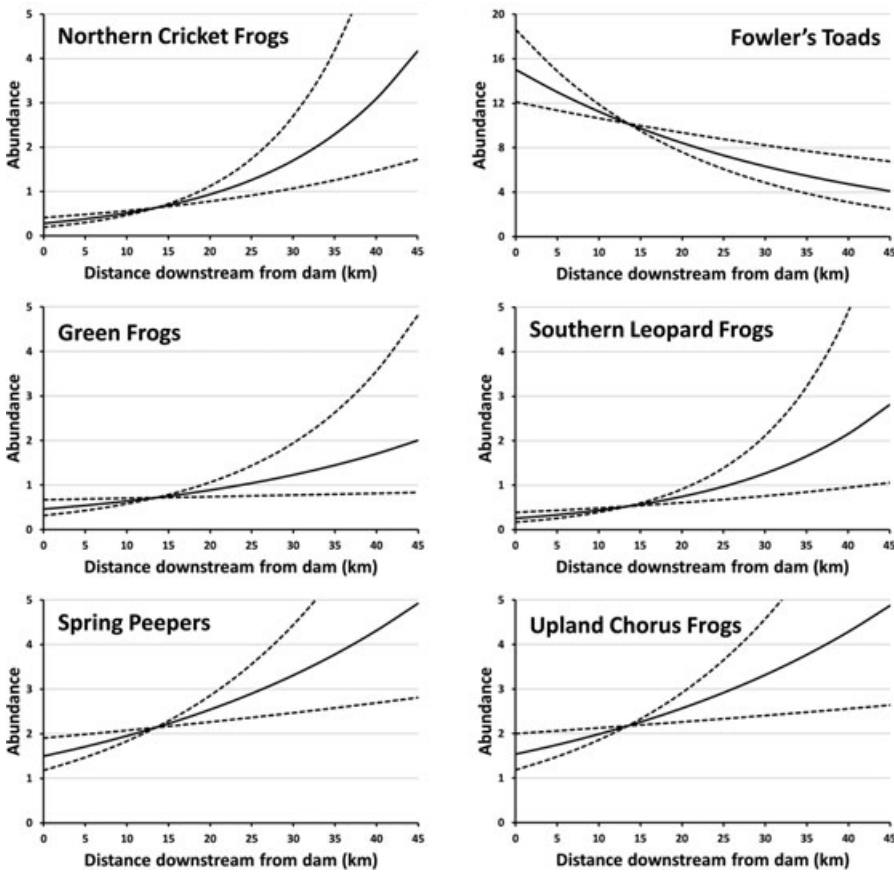 Northern Cricket Frogs
Abundance
5
4
3
2
1
0
0 5 10 15 20 25 30 35 40 45
Distance downstream from dam (km)
Fowler's Toads
Abundance
20
16
12
8
4
0
0 5 10 15 20 25 30 35 40 45
Distance downstream from dam (km)
Green Frogs
Abundance
5
4
3
2
1
0
0 5 10 15 20 25 30 35 40 45
Distance downstream from dam (km)
Southern Leopard Frogs
Abundance
5
4
3
2
1
0
0 5 10 15 20 25 30 35 40 45
Distance downstream from dam (km)
Spring Peepers
Abundance
5
4
3
2
1
0
0 5 10 15 20 25 30 35 40 45
Distance downstream from dam (km)
Upland Chorus Frogs
Abundance
5
4
3
2
1
0
0 5 10 15 20 25 30 35 40 45
Distance downstream from dam (km)